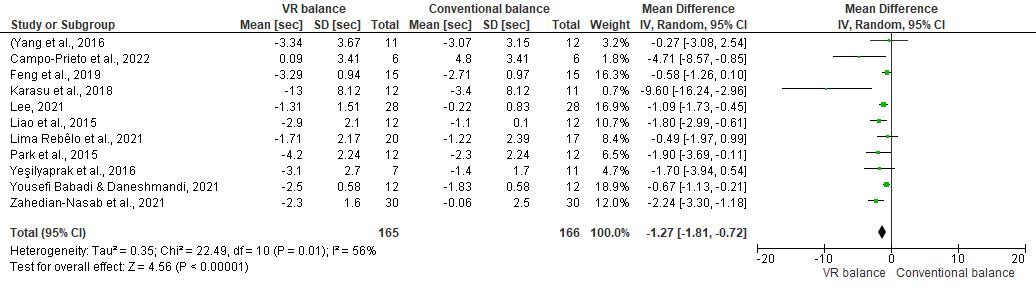 VR balance Conventional balance Mean Difference Mean Difference
Study or Subgroup Mean [sec] SD [sec] Total Mean [sec] SD [sec] Total Weight IV, Random, 95% CI IV, Random, 95% CI
(Yang et al., 2016 -3.34 3.67 11 -3.07 3.15 12 3.2% -0.27 [-3.08, 2.54]
Campo-Prieto et al., 2022 0.09 3.41 6 4.8 3.41 6 1.8% -4.71 [-8.57, -0.85]
Feng et al., 2019 -3.29 0.94 15 -2.71 0.97 15 16.6% -0.58 [-1.26, 0.10]
Karasu et al., 2018 -13 8.12 12 -3.4 8.12 11 0.6% -9.60 [-16.24, -2.96]
Lee, 2021 -1.31 1.51 28 -0.22 0.83 28 16.9% -1.09 [-1.73, -0.45]
Liao et al., 2015 -2.9 2.1 12 -1.1 0.1 12 10.7% -1.80 [-2.99, -0.61]
Lima Rebêlo et al., 2021 -1.71 2.17 20 -1.22 2.39 17 8.4% -0.49 [-1.97, 0.99]
Park et al., 2015 -4.2 2.24 12 -2.3 2.24 12 6.5% -1.90 [-3.69, -0.11]
Yeşilyaprak et al., 2016 -3.1 2.7 7 -1.4 1.7 11 4.7% -1.70 [-3.94, 0.54]
Yousefi Babadi & Daneshmandi, 2021 -2.5 0.58 12 -1.83 0.58 12 18.7% -0.67 [-1.13, -0.21]
Zahedian-Nasab et al., 2021 -2.3 1.6 30 -0.06 2.5 30 12.0% -2.24 [-3.30, -1.18]
Total (95% CI) 165 166 100.0% -1.27 [-1.81, -0.72]
Heterogeneity: Tau² = 0.35; Chi² = 22.49, df = 10 (P = 0.01); I² = 56%
Test for overall effect: Z = 4.56 (P < 0.00001)
-20 -10 0 10 20
VR balance Conventional balance